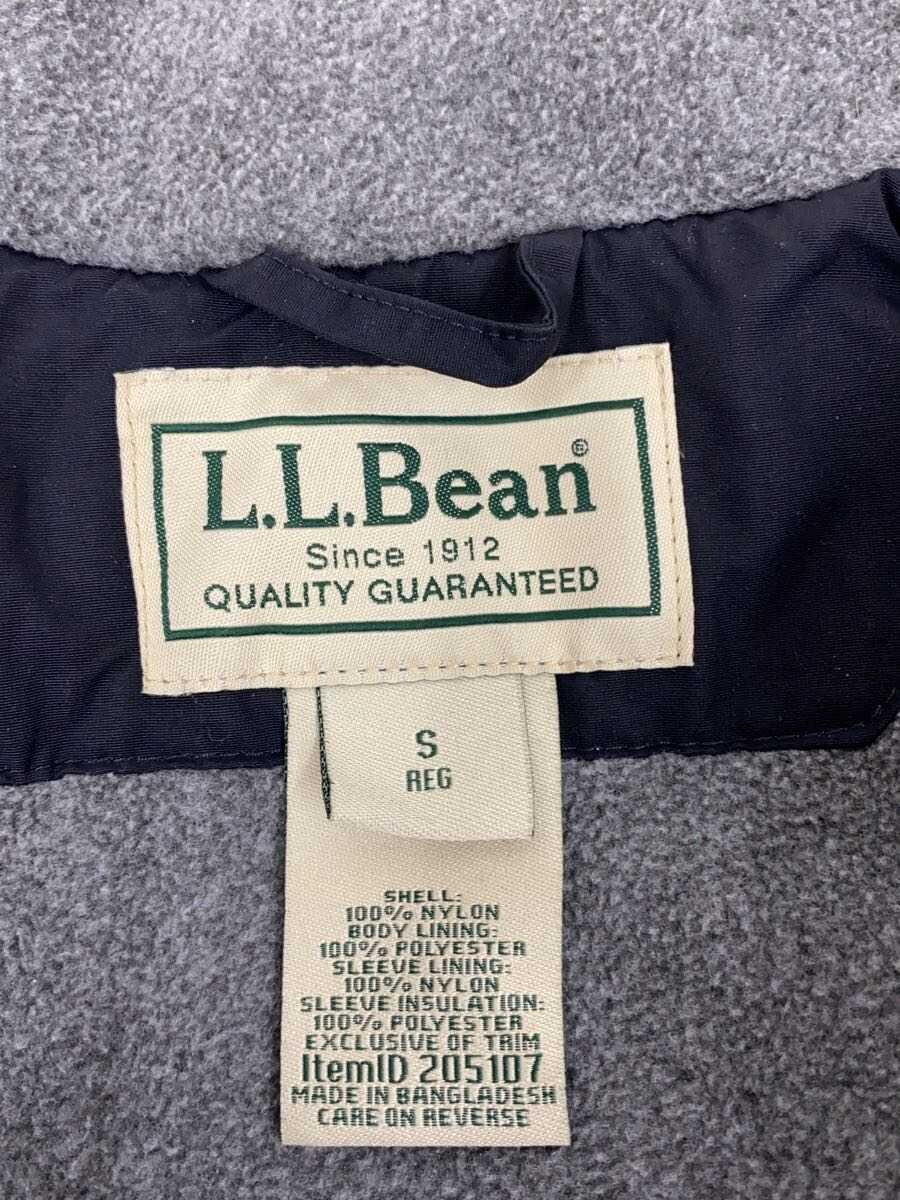 L.L.Bean®
Since 1912
QUALITY GUARANTEED
S
REG
SHELL:
100% NYLON
BODY LINING:
100% POLYESTER
SLEEVE LINING:
100% NYLON
SLEEVE INSULATION:
100% POLYESTER
EXCLUSIVE OF TRIM
ItemID 205107
MADE IN BANGLADESH
CARE ON REVERSE